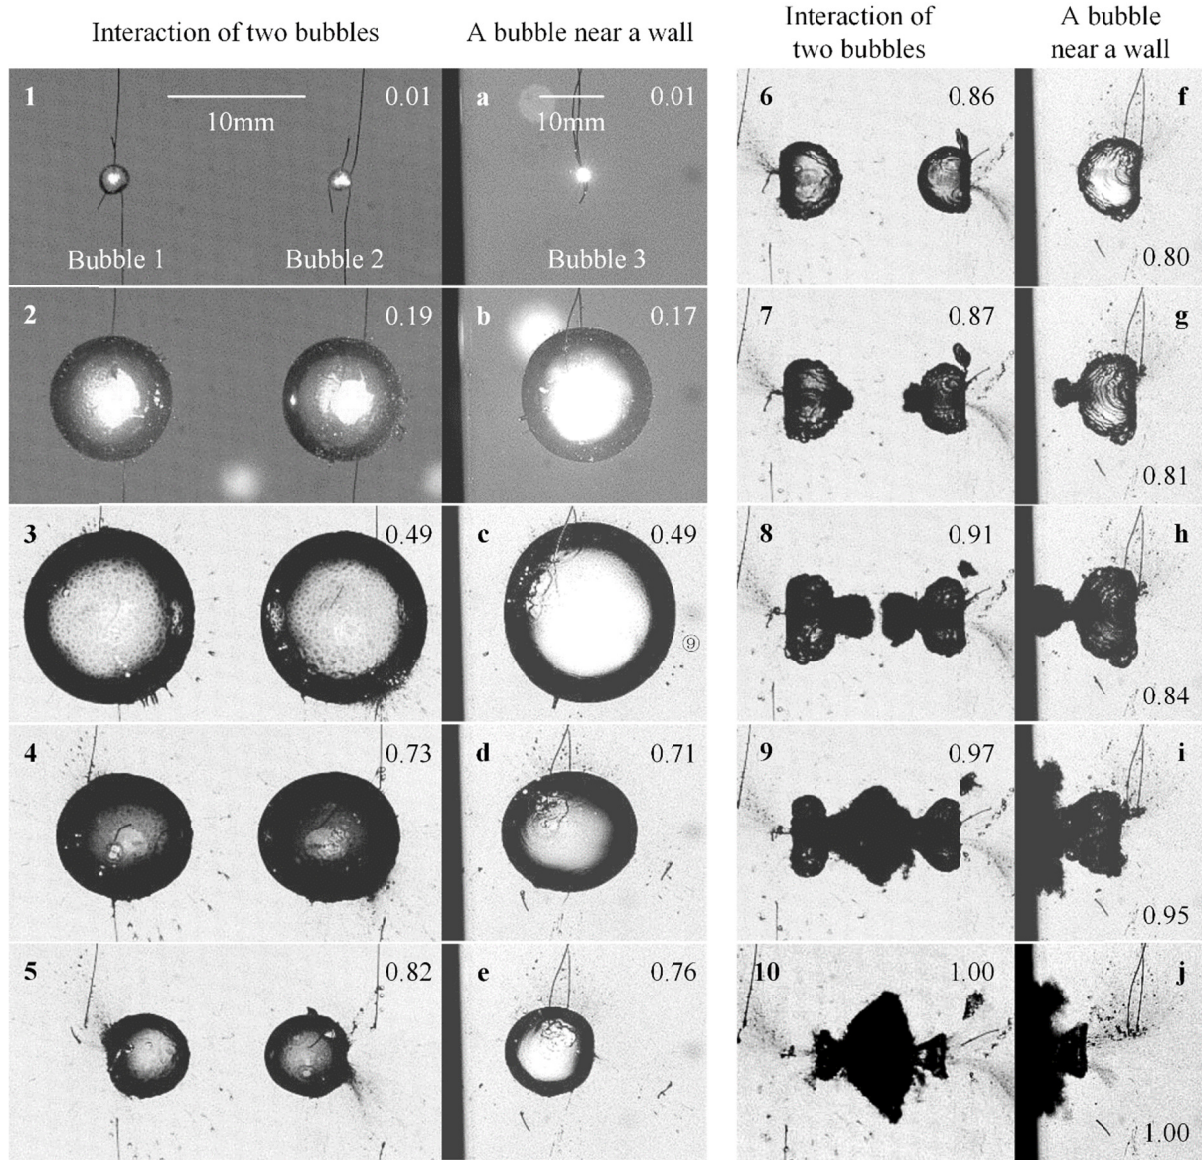 Interaction of two bubbles
A bubble near a wall
Interaction of
two bubbles
A bubble
near a wall
1
0.01
10mm
Bubble 1
Bubble 2
a
0.01
10mm
Bubble 3
2
0.19
b
0.17
3
0.49
c
0.49
⑨
4
0.73
d
0.71
5
0.82
e
0.76
6
0.86
f
0.80
7
0.87
g
0.81
8
0.91
h
0.84
9
0.97
i
0.95
10
1.00
j
1.00